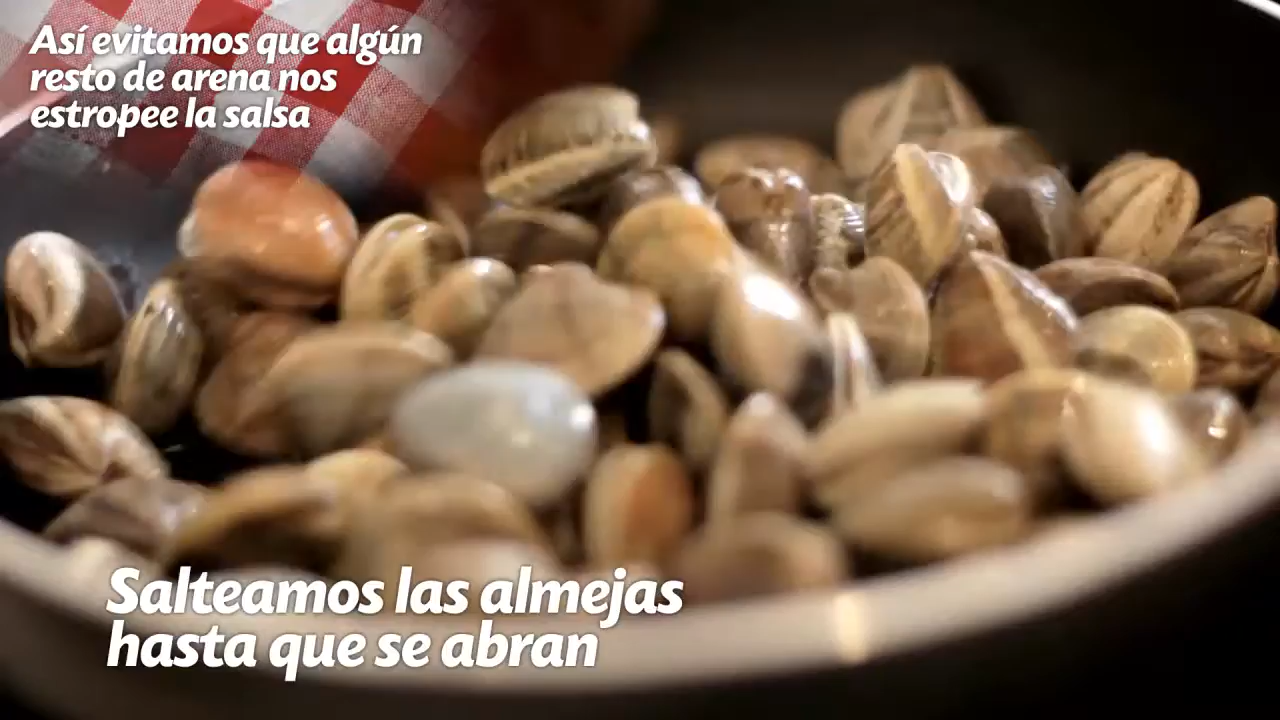 Así evitamos que algún
resto de arena nos
estropee la salsa
Salteamos las almejas
hasta que se abran